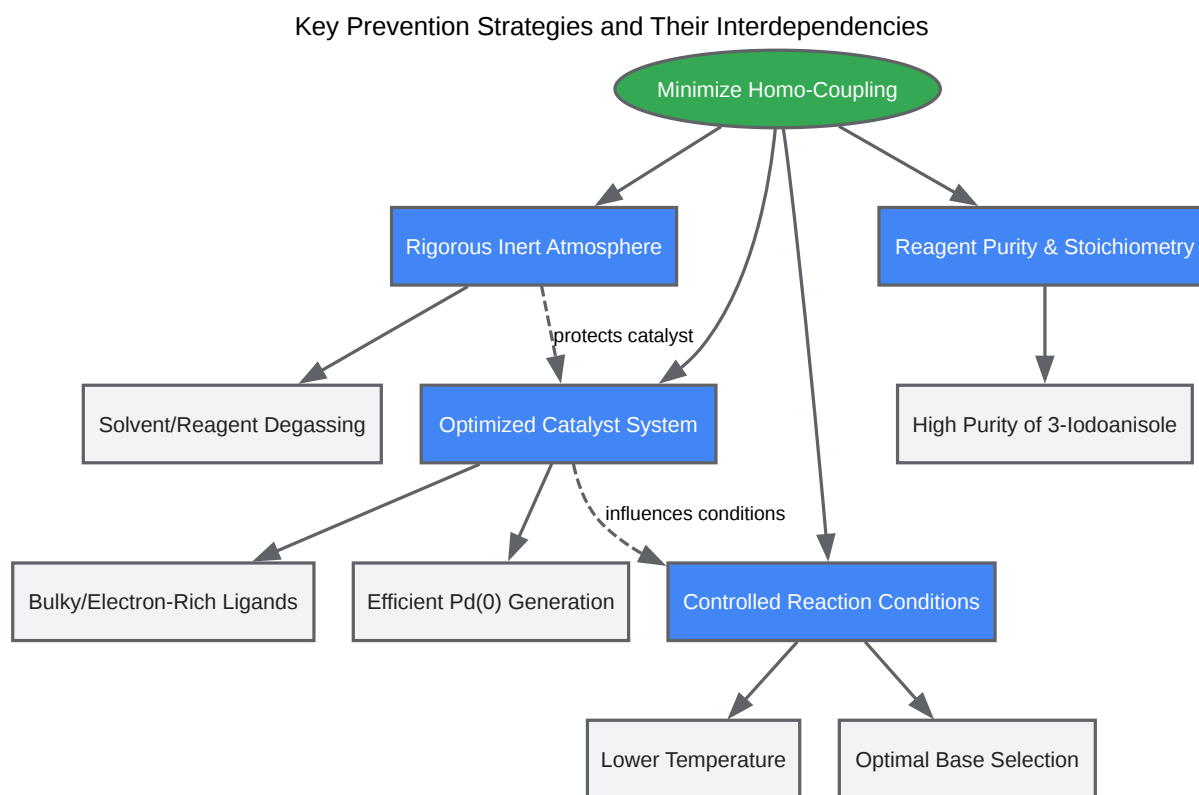 Key Prevention Strategies and Their Interdependencies
Minimize Homo-Coupling
Rigorous Inert Atmosphere
Reagent Purity & Stoichiometry
protects catalyst
Solvent/Reagent Degassing
Optimized Catalyst System
High Purity of 3-Iodoanisole
influences conditions
Bulky/Electron-Rich Ligands
Efficient Pd(0) Generation
Controlled Reaction Conditions
Lower Temperature
Optimal Base Selection